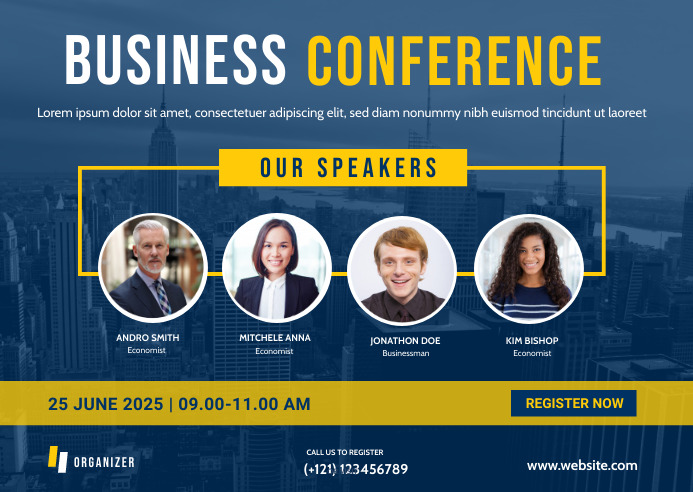 BUSINESS CONFERENCE
Lorem ipsum dolor sit amet, consectetuer adipiscing elit, sed diam nonummy nibh euismod tincidunt ut laoreet
OUR SPEAKERS
ANDRO SMITH
Economist
MITCHELE ANNA
Economist
JONATHON DOE
Businesman
KIM BISHOP
Economist
25 JUNE 2025 | 09.00-11.00 AM
REGISTER NOW
ORGANIZER
CALL US TO REGISTER
(+121) 123456789
www.website.com